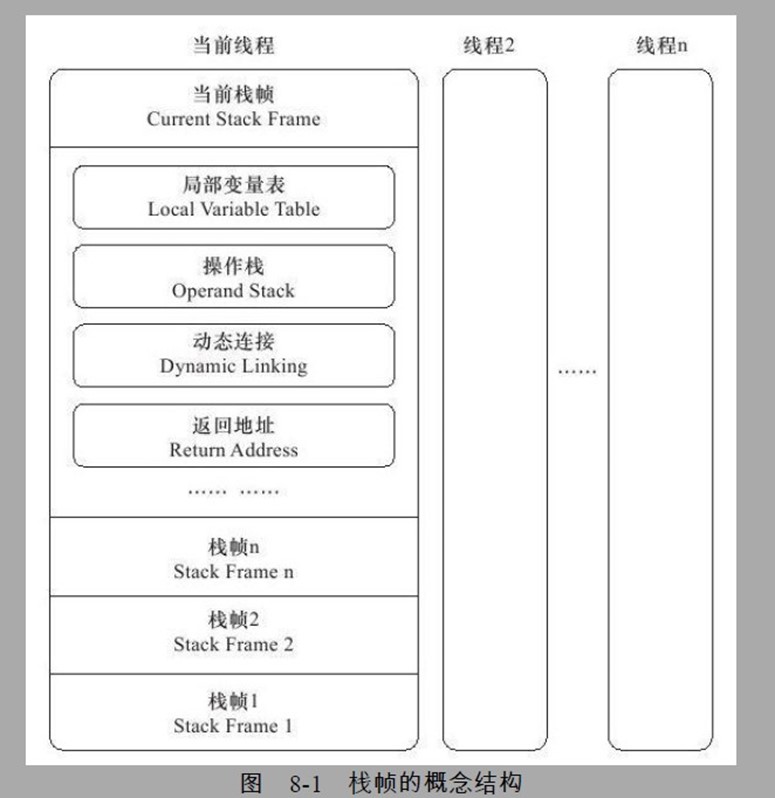 当前线程
线程2
线程n
当前栈帧
Current Stack Frame
局部变量表
Local Variable Table
操作栈
Operand Stack
动态连接
Dynamic Linking
返回地址
Return Address
…… ……
……
栈帧n
Stack Frame n
栈帧2
Stack Frame 2
栈帧1
Stack Frame 1
图 8-1 栈帧的概念结构